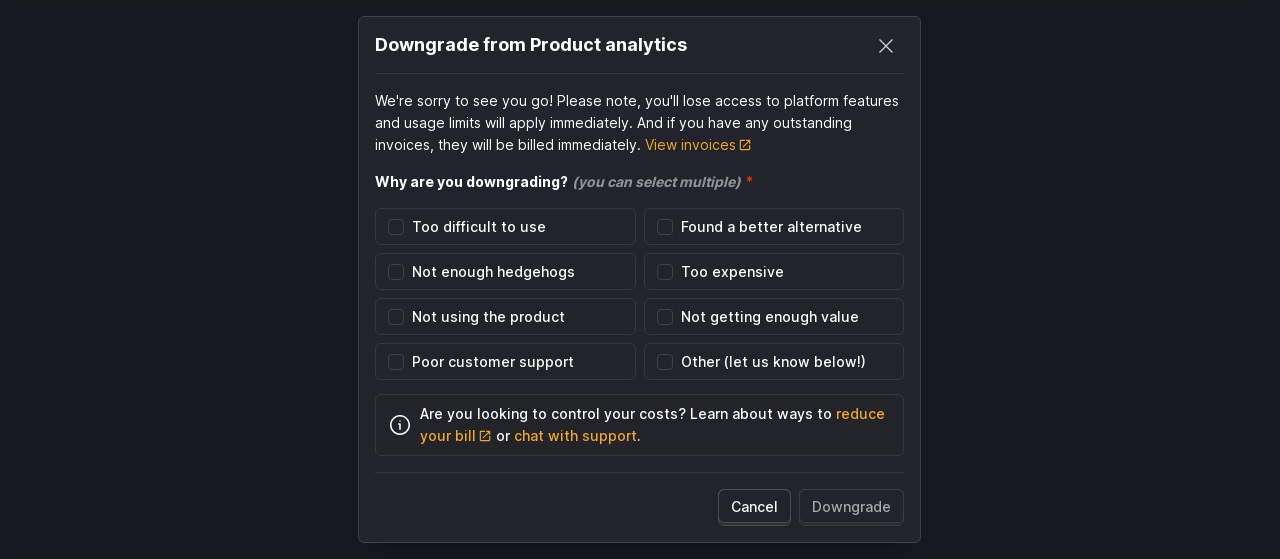 Downgrade from Product analytics
We're sorry to see you go! Please note, you'll lose access to platform features
and usage limits will apply immediately. And if you have any outstanding
invoices, they will be billed immediately. View invoices
Why are you downgrading? (you can select multiple) *
Too difficult to use
Found a better alternative
Not enough hedgehogs
Too expensive
Not using the product
Not getting enough value
Poor customer support
Other (let us know below!)
Are you looking to control your costs? Learn about ways to reduce
your bill or chat with support.
Cancel
Downgrade